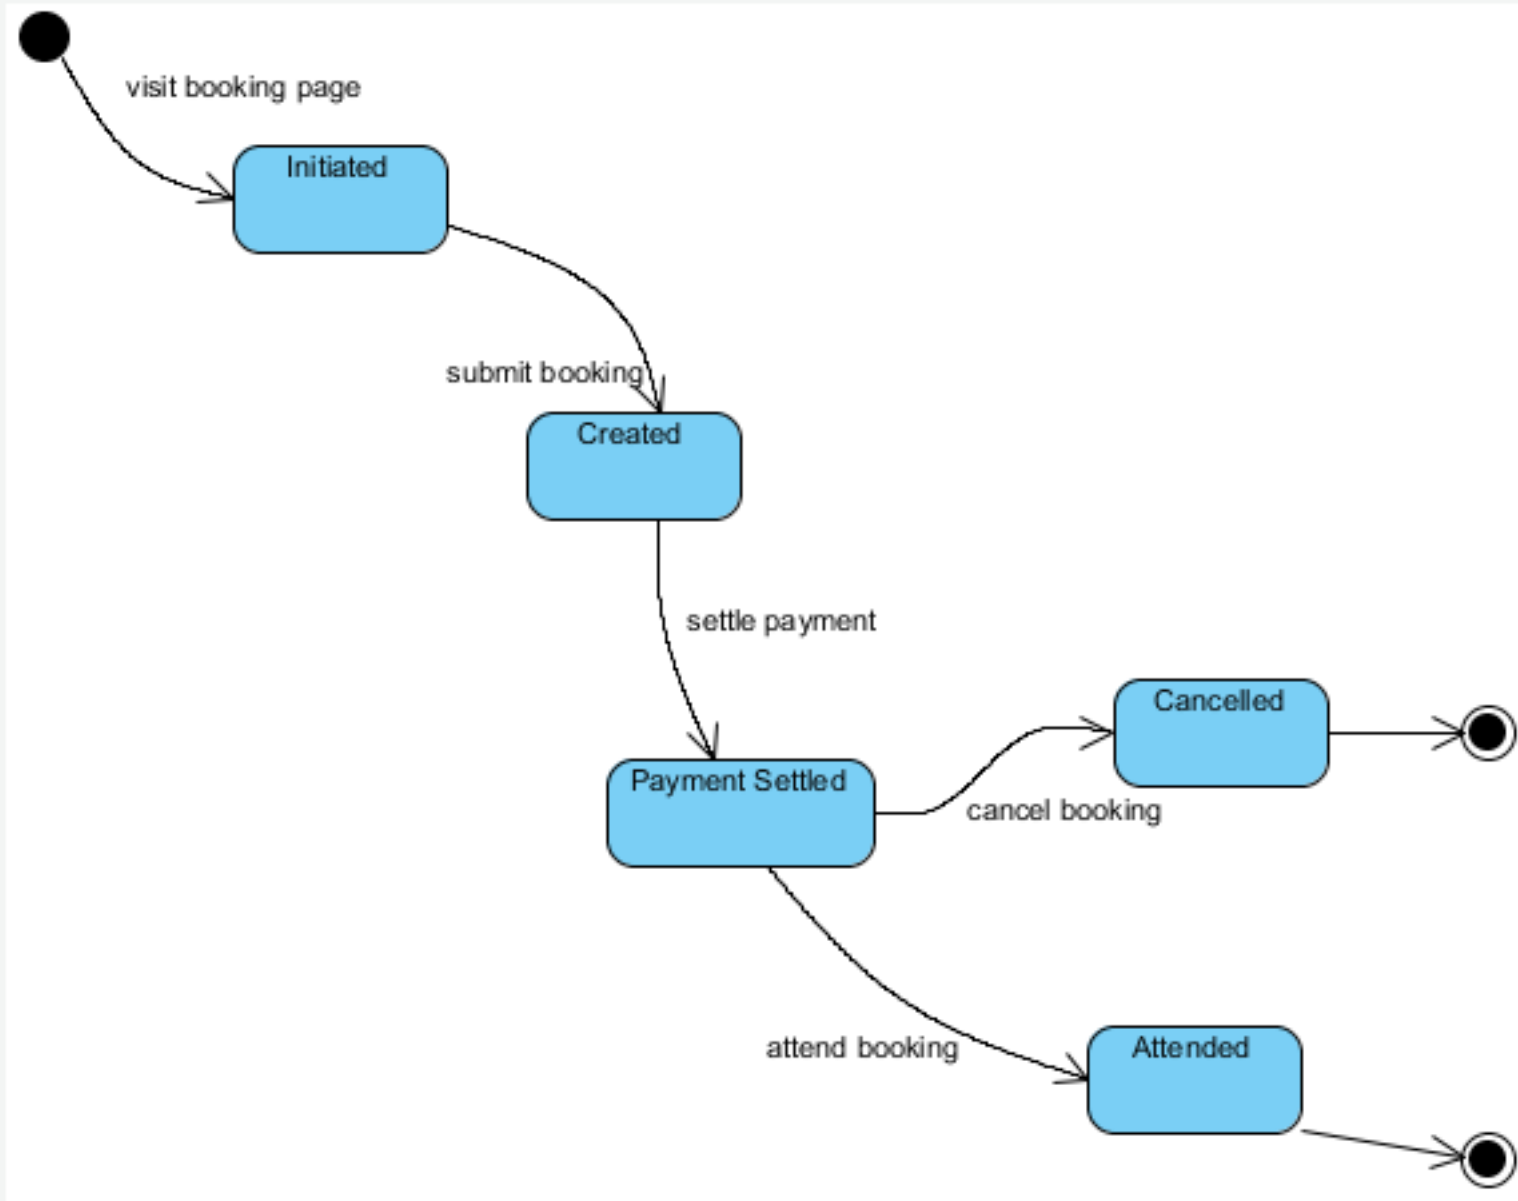 visit booking page
Initiated
submit booking
Created
settle payment
Cancelled
Payment Settled
cancel booking
attend booking
Attended